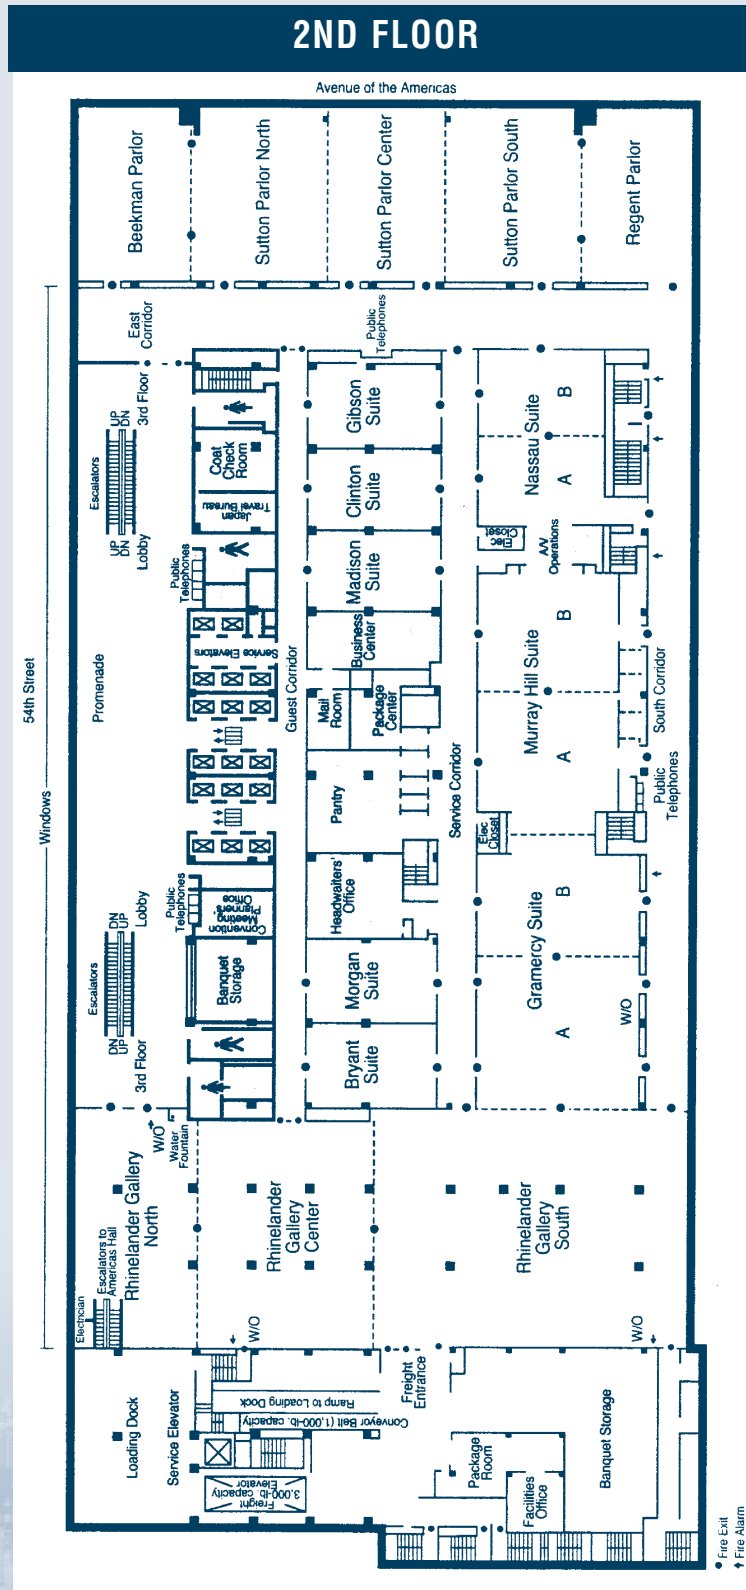 2ND FLOOR
Avenue of the Americas
Beekman Parlor
Sutton Parlor North
Sutton Parlor Center
Sutton Parlor South
Regent Parlor
East
Corridor
Public
Telephones
54th Street
Windows
Promenade
Escalators
UP
DN
3rd Floor
UP
DN
Lobby
Coat
Check
Room
Japan
Travel Bureau
Public
Telephones
Service Elevators
Guest Corridor
Gibson
Suite
Clinton
Suite
Madison
Suite
Business
Center
Mail
Room
Package
Center
Pantry
Service Corridor
Headwaiters'
Office
Morgan
Suite
Bryant
Suite
Nassau Suite
A
B
Elec
Closet
A/V
Operations
Murray Hill Suite
A
B
South Corridor
Public
Telephones
Elec
Closet
Gramercy Suite
A
B
W/O
Public
Telephones
Convention
Meeting
Planners'
Office
Banquet
Storage
Escalators
DN
UP
Lobby
DN
UP
3rd Floor
W/O
Water
Fountain
Rhinelander Gallery
North
Rhinelander
Gallery
Center
Rhinelander
Gallery
South
Escalators to
Americas Hall
Electrician
W/O
W/O
Loading Dock
Service Elevator
Ramp to Loading Dock
Conveyor Belt (1,000-lb. capacity)
Freight
Entrance
Freight
Elevator
3,000-lb capacity
Package
Room
Facilities
Office
Banquet Storage
Fire Exit
Fire Alarm